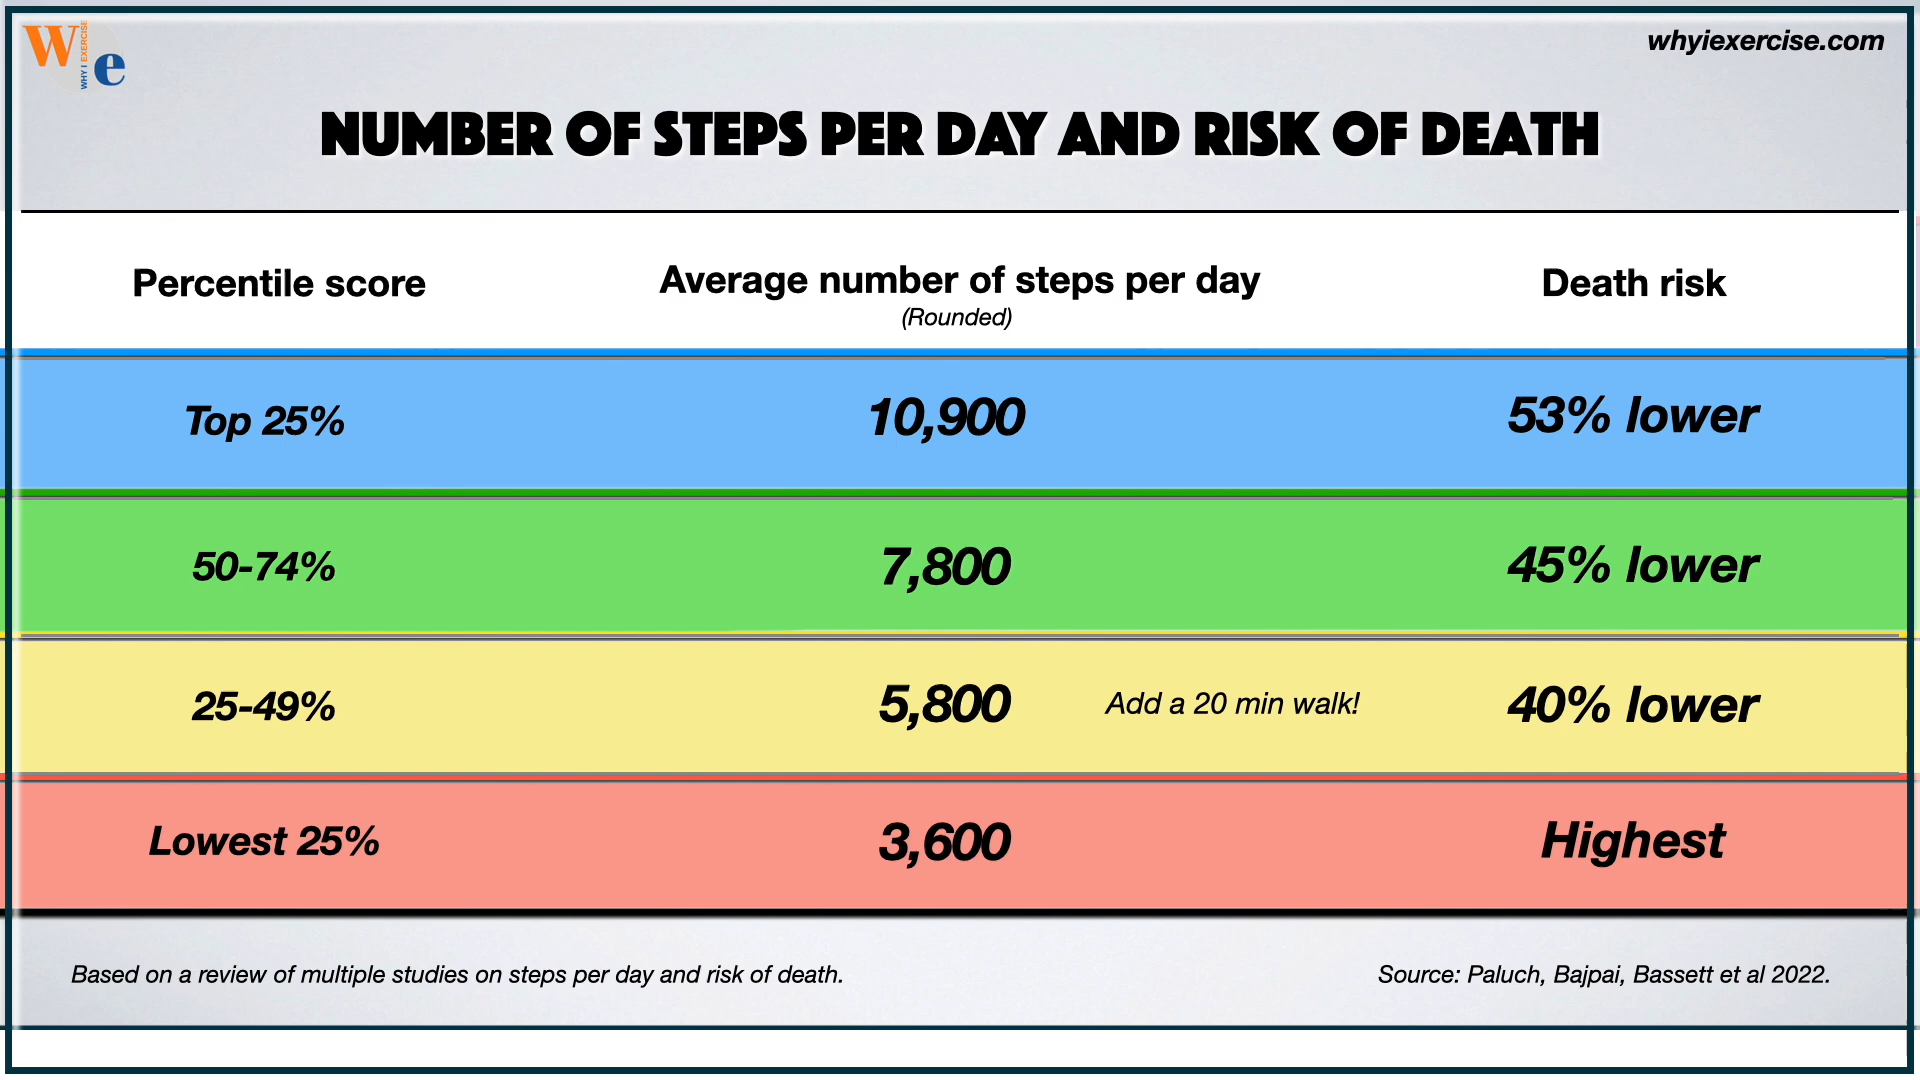 We
WHY I EXERCISE
whyiexercise.com
NUMBER OF STEPS PER DAY AND RISK OF DEATH
Percentile score Average number of steps per day Death risk
(Rounded)
Top 25% 10,900 53% lower
50-74% 7,800 45% lower
25-49% 5,800 Add a 20 min walk! 40% lower
Lowest 25% 3,600 Highest
Based on a review of multiple studies on steps per day and risk of death. Source: Paluch, Bajpai, Bassett et al 2022.